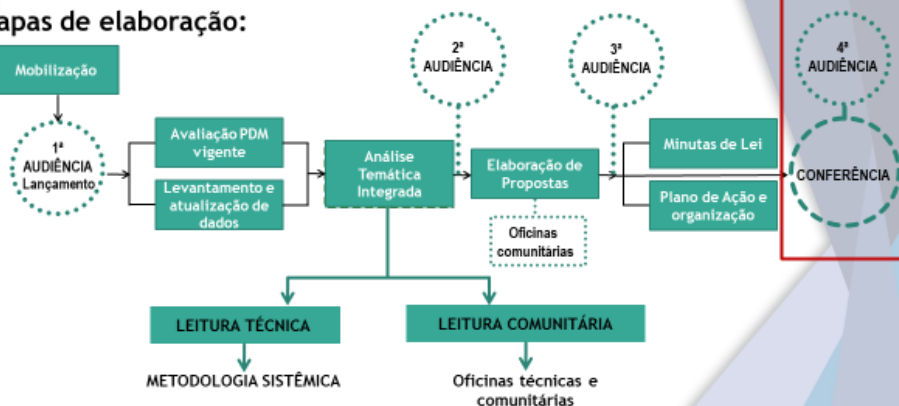 apas de elaboração:
Mobilização
1ª
AUDIÊNCIA
Lançamento
Avaliação PDM
vigente
Levantamento e
atualização de
dados
Análise
Temática
Integrada
2ª
AUDIÊNCIA
Elaboração de
Propostas
Oficinas
comunitárias
3ª
AUDIÊNCIA
Minutas de Lei
Plano de Ação e
organização
4ª
AUDIÊNCIA
CONFERÊNCIA
LEITURA TÉCNICA
METODOLOGIA SISTÊMICA
LEITURA COMUNITÁRIA
Oficinas técnicas e
comunitárias